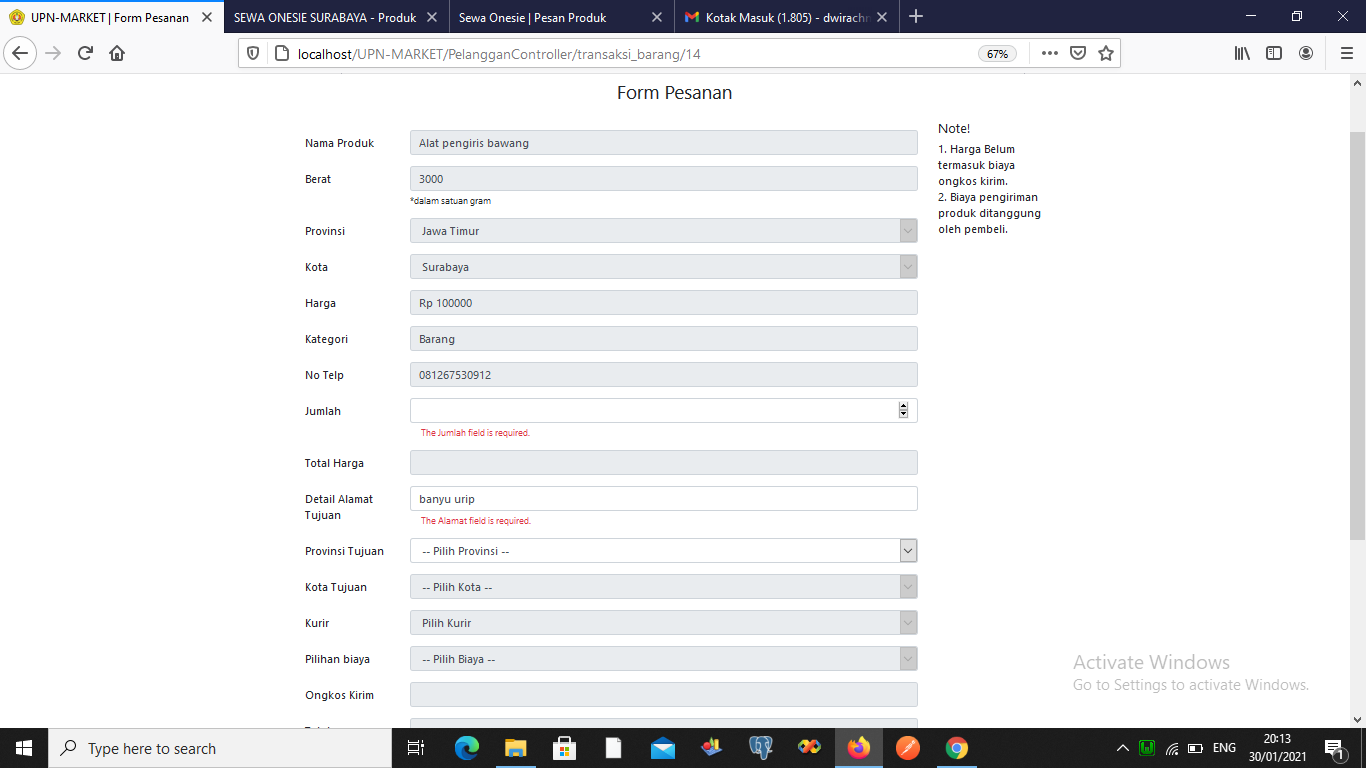 UPN-MARKET | Form Pesanan
SEWA ONESIE SURABAYA - Produk
Sewa Onesie | Pesan Produk
Kotak Masuk (1.805) - dwirachm
localhost/UPN-MARKET/PelangganController/transaksi_barang/14
67%
Form Pesanan
Nama Produk
Alat pengiris bawang
Berat
3000
*dalam satuan gram
Provinsi
Jawa Timur
Kota
Surabaya
Harga
Rp 100000
Kategori
Barang
No Telp
081267530912
Jumlah
The Jumlah field is required.
Total Harga
Detail Alamat
Tujuan
banyu urip
The Alamat field is required.
Provinsi Tujuan
-- Pilih Provinsi --
Kota Tujuan
-- Pilih Kota --
Kurir
Pilih Kurir
Pilihan biaya
-- Pilih Biaya --
Ongkos Kirim
Note!
1. Harga Belum
termasuk biaya
ongkos kirim.
2. Biaya pengiriman
produk ditanggung
oleh pembeli.
Activate Windows
Go to Settings to activate Windows.
Type here to search
ENG
20:13
30/01/2021
1